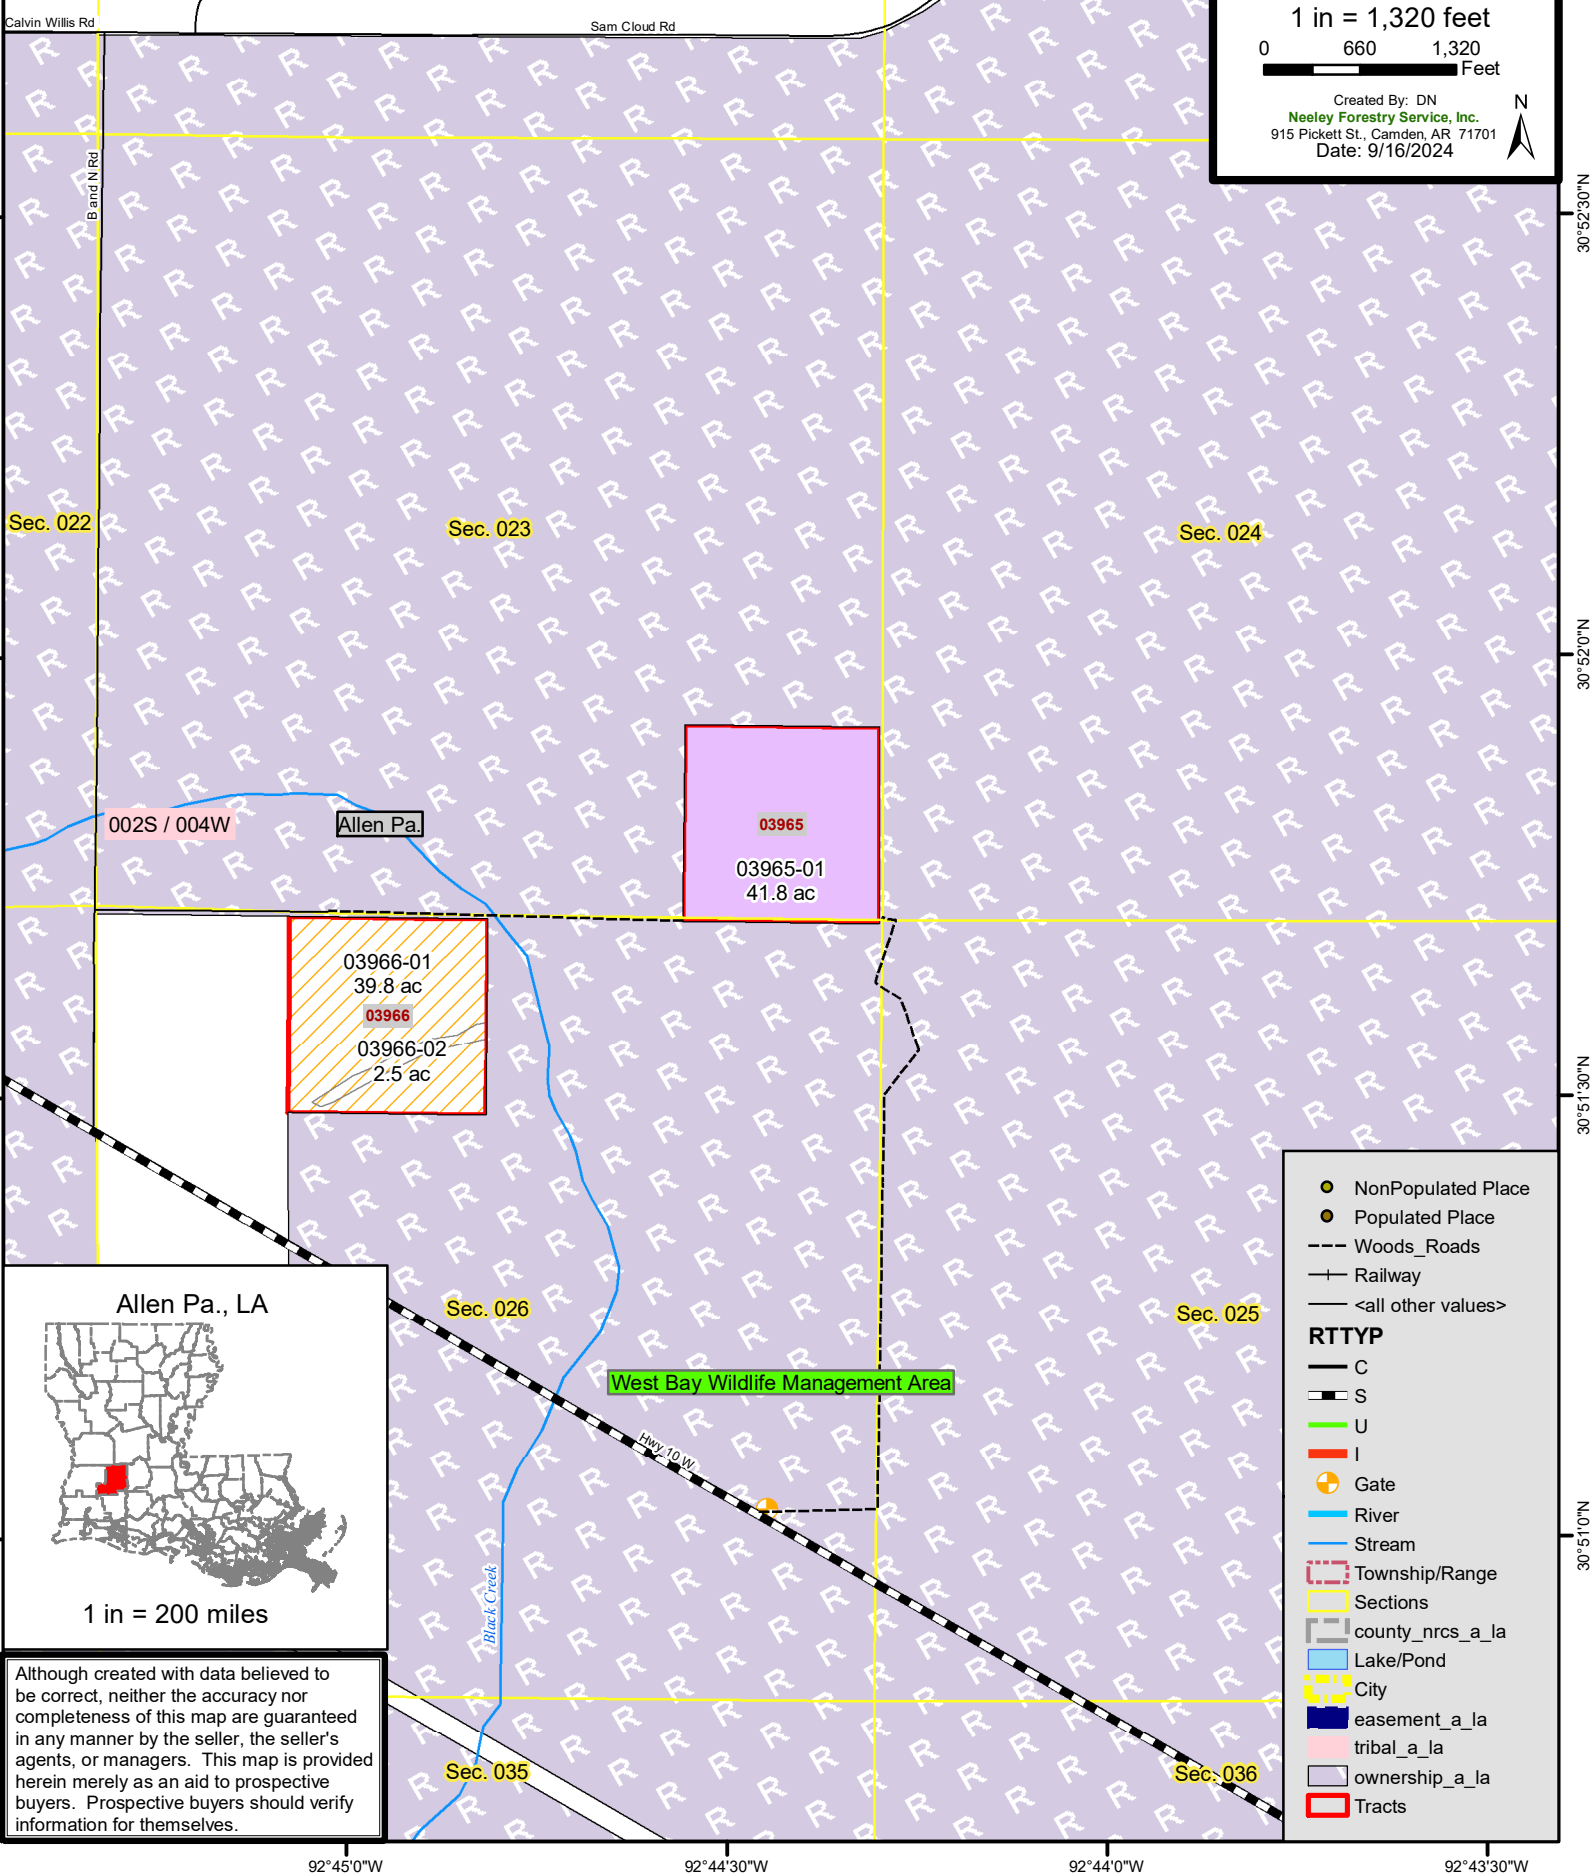 Calvin Willis Rd
Sam Cloud Rd
1 in = 1,320 feet
0 660 1,320
Feet
Created By: DN
Neeley Forestry Service, Inc.
915 Pickett St., Camden, AR 71701
Date: 9/16/2024
N
Band N Rd
30°52'30"N
Sec. 022
Sec. 023
Sec. 024
30°52'0"N
002S / 004W
Allen Pa.
03965
03965-01
41.8 ac
03966-01
39.8 ac
03966
03966-02
2.5 ac
30°51'30"N
Sec. 026
Sec. 025
West Bay Wildlife Management Area
Hwy 10 W
Black Creek
30°51'0"N
Sec. 035
Sec. 036
Allen Pa., LA
1 in = 200 miles
Although created with data believed to
be correct, neither the accuracy nor
completeness of this map are guaranteed
in any manner by the seller, the seller's
agents, or managers. This map is provided
herein merely as an aid to prospective
buyers. Prospective buyers should verify
information for themselves.
NonPopulated Place
Populated Place
Woods_Roads
Railway
<all other values>
RTTYP
C
S
U
I
Gate
River
Stream
Township/Range
Sections
county_nrcs_a_la
Lake/Pond
City
easement_a_la
tribal_a_la
ownership_a_la
Tracts
92°45'0"W
92°44'30"W
92°44'0"W
92°43'30"W